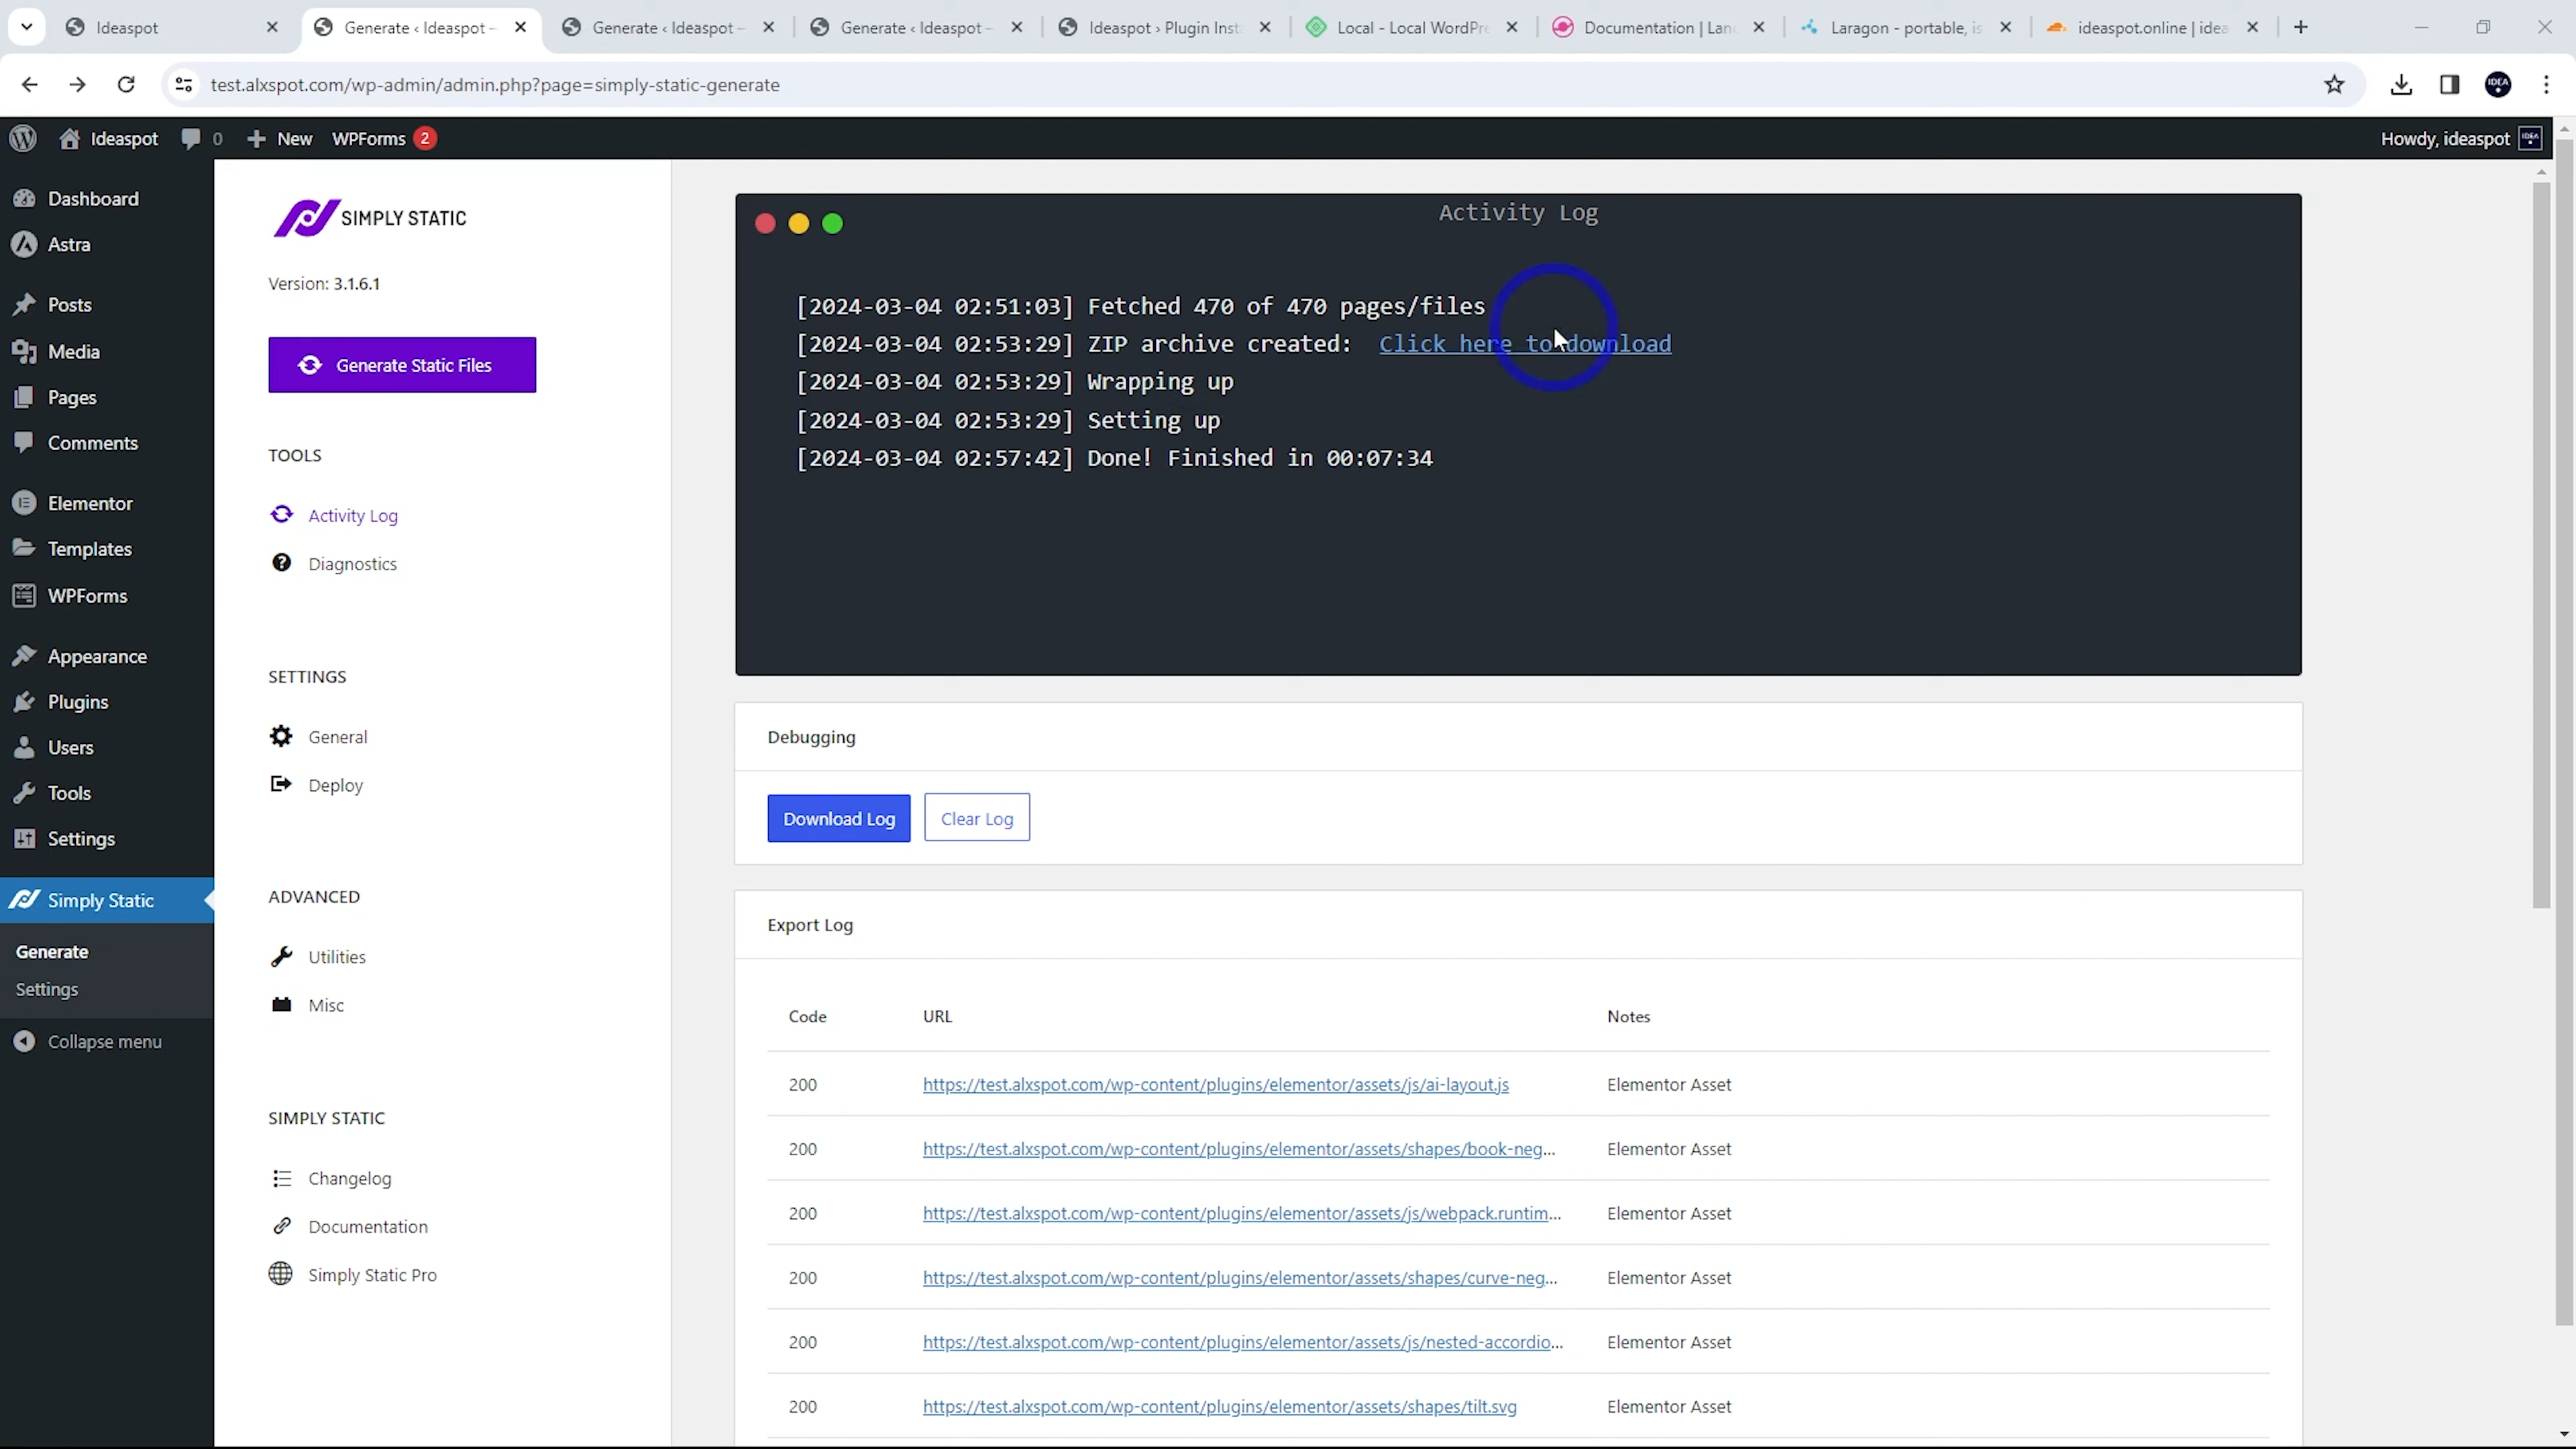 Ideaspot
Generate ‹ Ideaspot –
Generate ‹ Ideaspot –
Generate ‹ Ideaspot –
Ideaspot › Plugin Inst
Local - Local WordPre
Documentation | Lan
Laragon - portable, is
ideaspot.online | idea
test.alxspot.com/wp-admin/admin.php?page=simply-static-generate
IDEA
Ideaspot
0
New
WPForms 2
Howdy, ideaspot
Dashboard
Astra
Posts
Media
Pages
Comments
Elementor
Templates
WPForms
Appearance
Plugins
Users
Tools
Settings
Simply Static
Generate
Settings
Collapse menu
SIMPLY STATIC
Version: 3.1.6.1
Generate Static Files
TOOLS
Activity Log
Diagnostics
SETTINGS
General
Deploy
ADVANCED
Utilities
Misc
SIMPLY STATIC
Changelog
Documentation
Simply Static Pro
Activity Log
[2024-03-04 02:51:03] Fetched 470 of 470 pages/files
[2024-03-04 02:53:29] ZIP archive created: Click here to download
[2024-03-04 02:53:29] Wrapping up
[2024-03-04 02:53:29] Setting up
[2024-03-04 02:57:42] Done! Finished in 00:07:34
Debugging
Download Log
Clear Log
Export Log
Code URL Notes
200 https://test.alxspot.com/wp-content/plugins/elementor/assets/js/ai-layout.js Elementor Asset
200 https://test.alxspot.com/wp-content/plugins/elementor/assets/shapes/book-neg... Elementor Asset
200 https://test.alxspot.com/wp-content/plugins/elementor/assets/js/webpack.runtim... Elementor Asset
200 https://test.alxspot.com/wp-content/plugins/elementor/assets/shapes/curve-neg... Elementor Asset
200 https://test.alxspot.com/wp-content/plugins/elementor/assets/js/nested-accordio... Elementor Asset
200 https://test.alxspot.com/wp-content/plugins/elementor/assets/shapes/tilt.svg Elementor Asset